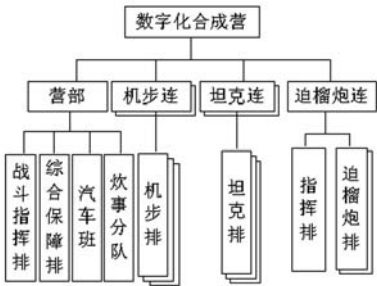 数字化合成营
营部
机步连
坦克连
迫榴炮连
战斗指挥排
综合保障排
汽车班
炊事分队
机步排
坦克排
指挥排
迫榴炮排